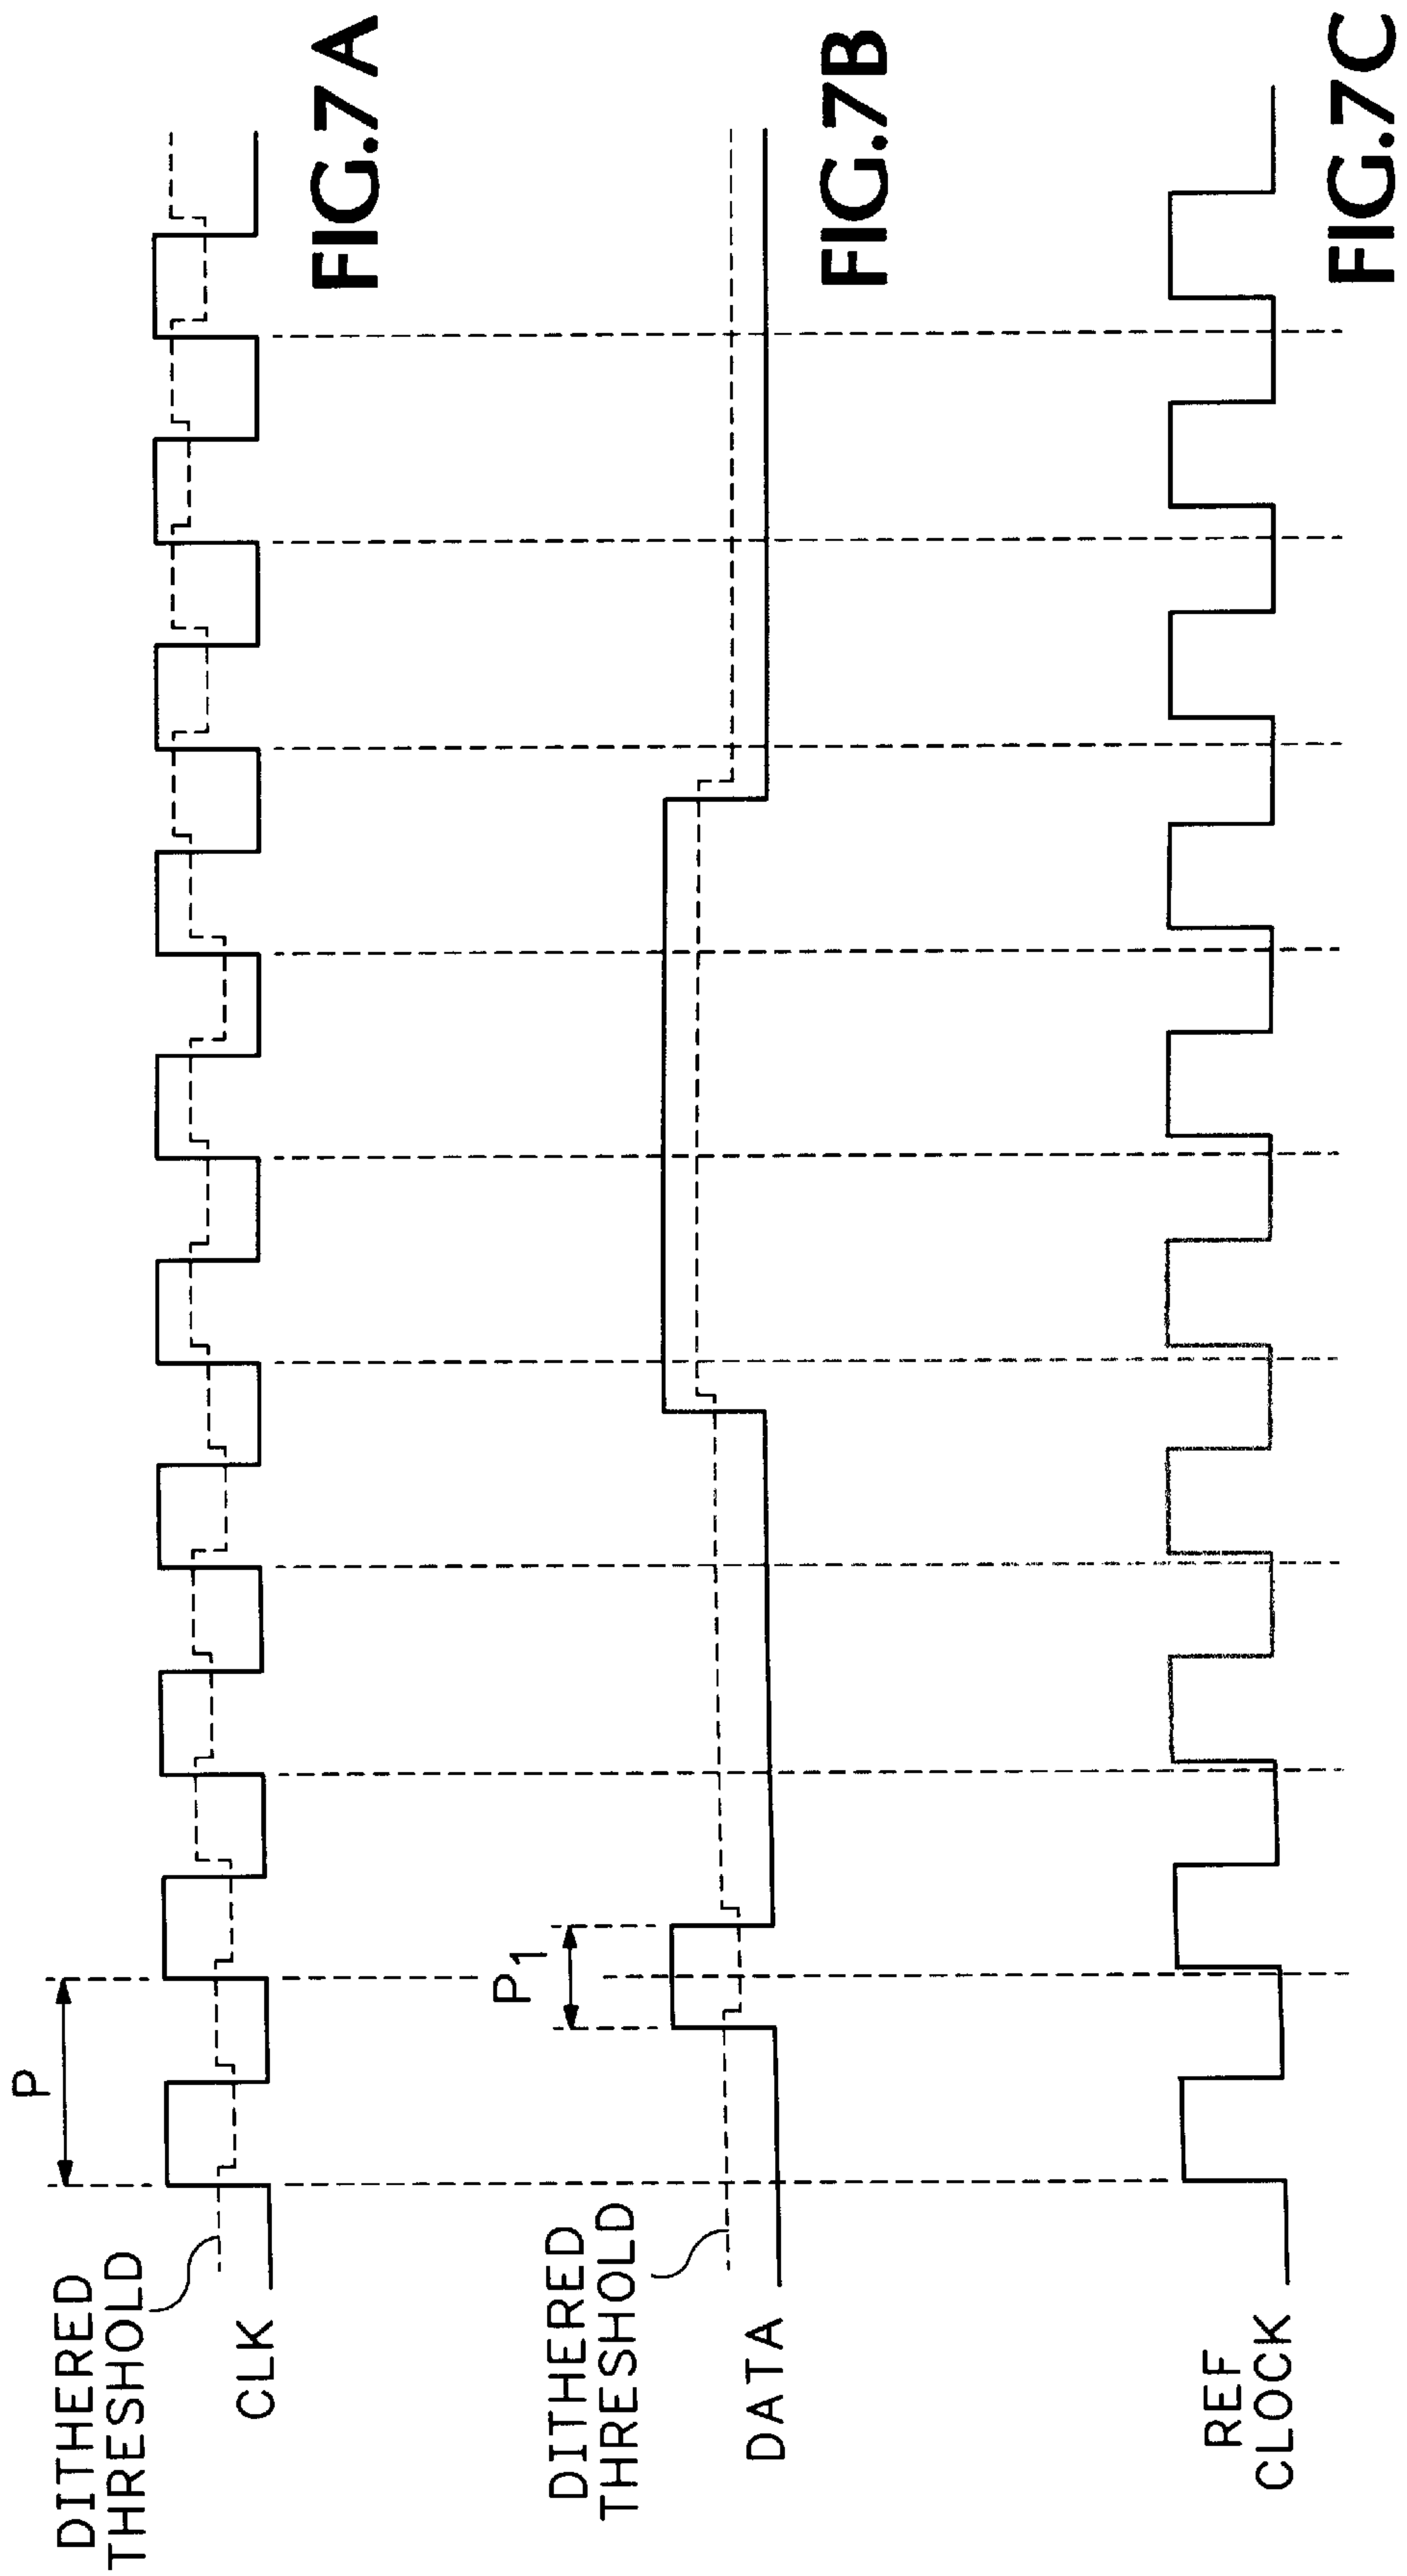 P
DITHERED
THRESHOLD
CLK
FIG.7A
P1
DITHERED
THRESHOLD
DATA
FIG.7B
REF
CLOCK
FIG.7C